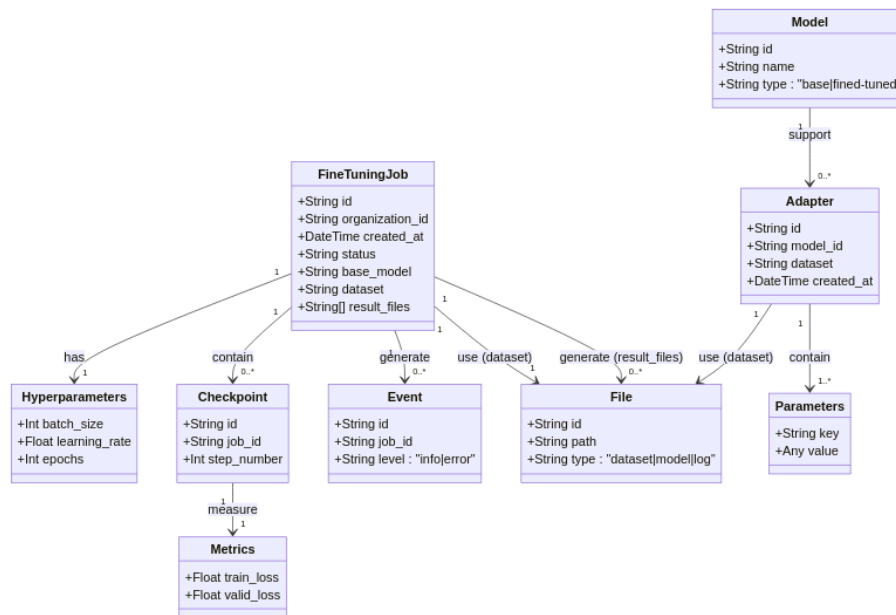 Model
+String id
+String name
+String type : "base|fined-tuned
1
support
0..*
FineTuningJob
+String id
+String organization_id
+DateTime created_at
+String status
+String base_model
+String dataset
+String[] result_files
Adapter
+String id
+String model_id
+String dataset
+DateTime created_at
1
1
1
1
1
1
1
1
has
contain
generate
use (dataset)
generate (result_files)
use (dataset)
contain
1
0..*
0..*
1
0..*
1..*
Hyperparameters
+Int batch_size
+Float learning_rate
+Int epochs
Checkpoint
+String id
+String job_id
+Int step_number
Event
+String id
+String job_id
+String level : "info|error"
File
+String id
+String path
+String type : "dataset|model|log"
Parameters
+String key
+Any value
1
measure
1
Metrics
+Float train_loss
+Float valid_loss